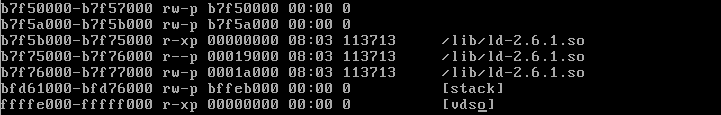 b7f50000-b7f57000 rw-p b7f50000 00:00 0
b7f5a000-b7f5b000 rw-p b7f5a000 00:00 0
b7f5b000-b7f75000 r-xp 00000000 08:03 113713     /lib/ld-2.6.1.so
b7f75000-b7f76000 r--p 00019000 08:03 113713     /lib/ld-2.6.1.so
b7f76000-b7f77000 rw-p 0001a000 08:03 113713     /lib/ld-2.6.1.so
bfd61000-bfd76000 rw-p bffeb000 00:00 0          [stack]
ffffe000-fffff000 r-xp 00000000 00:00 0          [vdso]